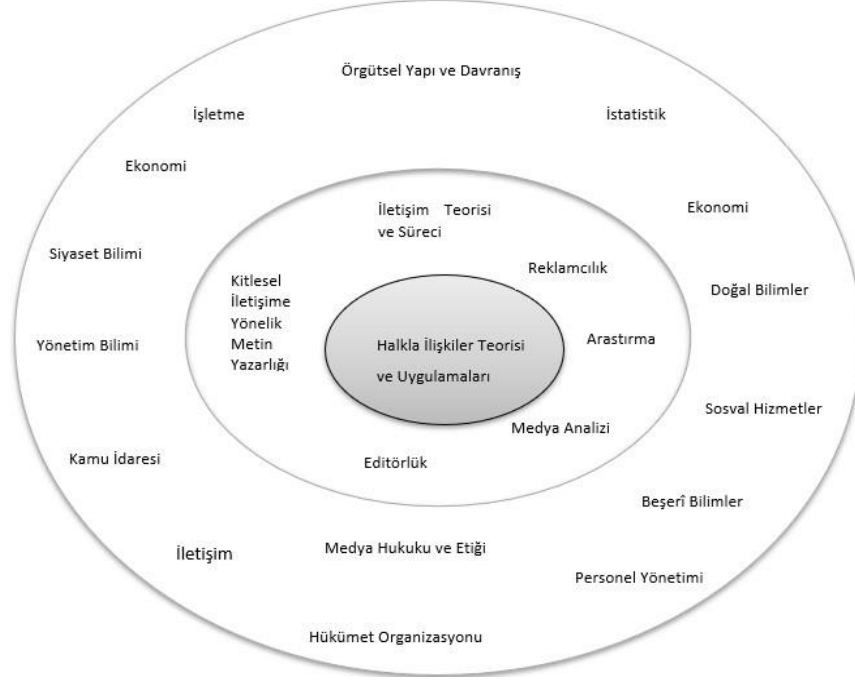 Örgütsel Yapı ve Davranış
İşletme
İstatistik
Ekonomi
İletişim Teorisi
ve Süreci
Ekonomi
Siyaset Bilimi
Reklamcılık
Kitlesel
İletişime
Yönelik
Metin
Yazarlığı
Doğal Bilimler
Yönetim Bilimi
Halkla İlişkiler Teorisi
ve Uygulamaları
Arastırma
Sosval Hizmetler
Medya Analizi
Kamu İdaresi
Editörlük
Beşerî Bilimler
İletişim
Medya Hukuku ve Etiği
Personel Yönetimi
Hükümet Organizasyonu